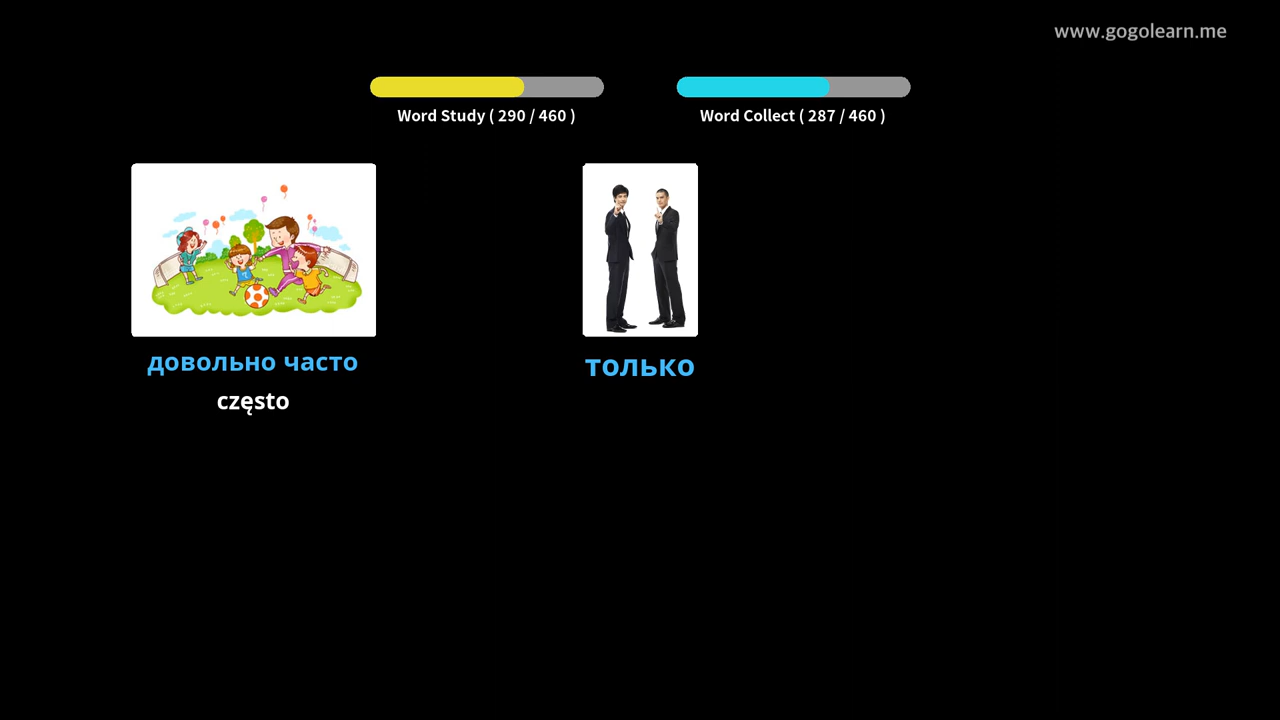 www.gogolearn.me
Word Study ( 290 / 460 )
Word Collect ( 287 / 460 )
довольно часто
często
только